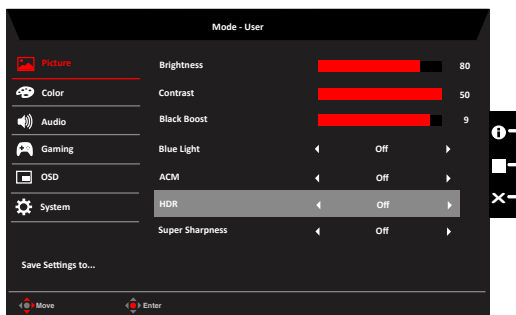 Mode - User
Picture
Color
Audio
Gaming
OSD
System
Save Settings to...
Brightness 80
Contrast 50
Black Boost 9
Blue Light Off
ACM Off
HDR Off
Super Sharpness Off
Move Enter